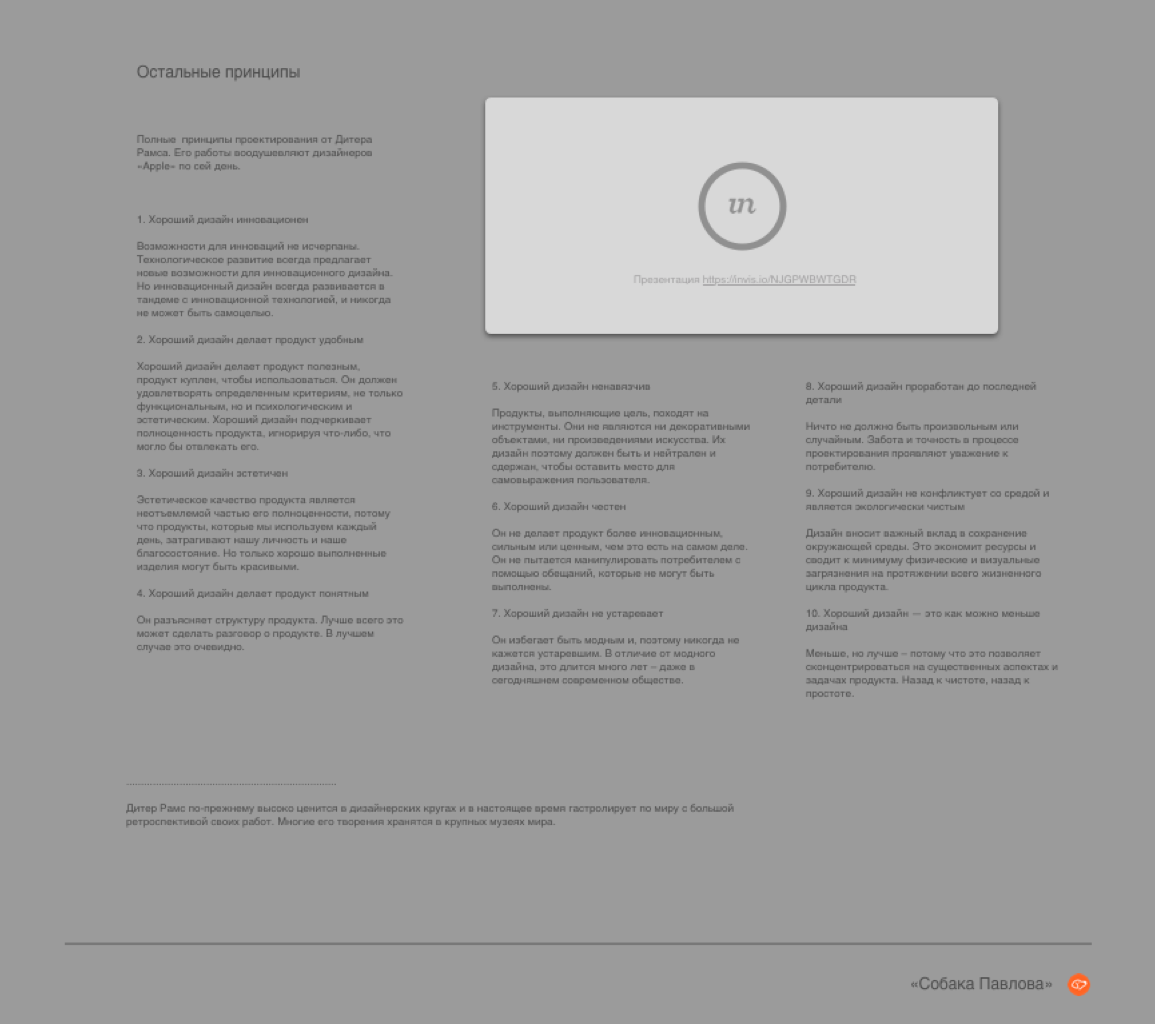 Остальные принципы
Полные принципы проектирования от Дитера
Рамса. Его работы воодушевляют дизайнеров
«Apple» по сей день.
1. Хороший дизайн инновационен
Возможности для инноваций не исчерпаны.
Технологическое развитие всегда предлагает
новые возможности для инновационного дизайна.
Но инновационный дизайн всегда развивается в
тандеме с инновационной технологией, и никогда
не может быть самоцелью.
2. Хороший дизайн делает продукт удобным
Хороший дизайн делает продукт полезным,
продукт куплен, чтобы использоваться. Он должен
удовлетворять определенным критериям, не только
функциональным, но и психологическим и
эстетическим. Хороший дизайн подчеркивает
полноценность продукта, игнорируя что-либо, что
могло бы отвлекать его.
3. Хороший дизайн эстетичен
Эстетическое качество продукта является
неотъемлемой частью его полноценности, потому
что продукты, которые мы используем каждый
день, затрагивают нашу личность и наше
благосостояние. Но только хорошо выполненные
изделия могут быть красивыми.
4. Хороший дизайн делает продукт понятным
Он разъясняет структуру продукта. Лучше всего это
может сделать разговор о продукте. В лучшем
случае это очевидно.
in
Презентация https://invis.io/NJGPWBWTGDR
5. Хороший дизайн ненавязчив
Продукты, выполняющие цель, походят на
инструменты. Они не являются ни декоративными
объектами, ни произведениями искусства. Их
дизайн поэтому должен быть и нейтрален и
сдержан, чтобы оставить место для
самовыражения пользователя.
6. Хороший дизайн честен
Он не делает продукт более инновационным,
сильным или ценным, чем это есть на самом деле.
Он не пытается манипулировать потребителем с
помощью обещаний, которые не могут быть
выполнены.
7. Хороший дизайн не устаревает
Он избегает быть модным и, поэтому никогда не
кажется устаревшим. В отличие от модного
дизайна, это длится много лет – даже в
сегодняшнем современном обществе.
8. Хороший дизайн проработан до последней
детали
Ничто не должно быть произвольным или
случайным. Забота и точность в процессе
проектирования проявляют уважение к
потребителю.
9. Хороший дизайн не конфликтует со средой и
является экологически чистым
Дизайн вносит важный вклад в сохранение
окружающей среды. Это экономит ресурсы и
сводит к минимуму физические и визуальные
загрязнения на протяжении всего жизненного
цикла продукта.
10. Хороший дизайн — это как можно меньше
дизайна
Меньше, но лучше – потому что это позволяет
сконцентрироваться на существенных аспектах и
задачах продукта. Назад к чистоте, назад к
простоте.
Дитер Рамс по-прежнему высоко ценится в дизайнерских кругах и в настоящее время гастролирует по миру с большой
ретроспективой своих работ. Многие его творения хранятся в крупных музеях мира.
«Собака Павлова»